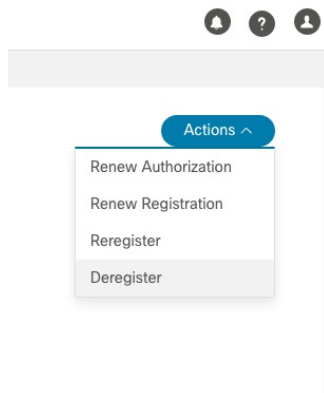 Actions
Renew Authorization
Renew Registration
Reregister
Deregister